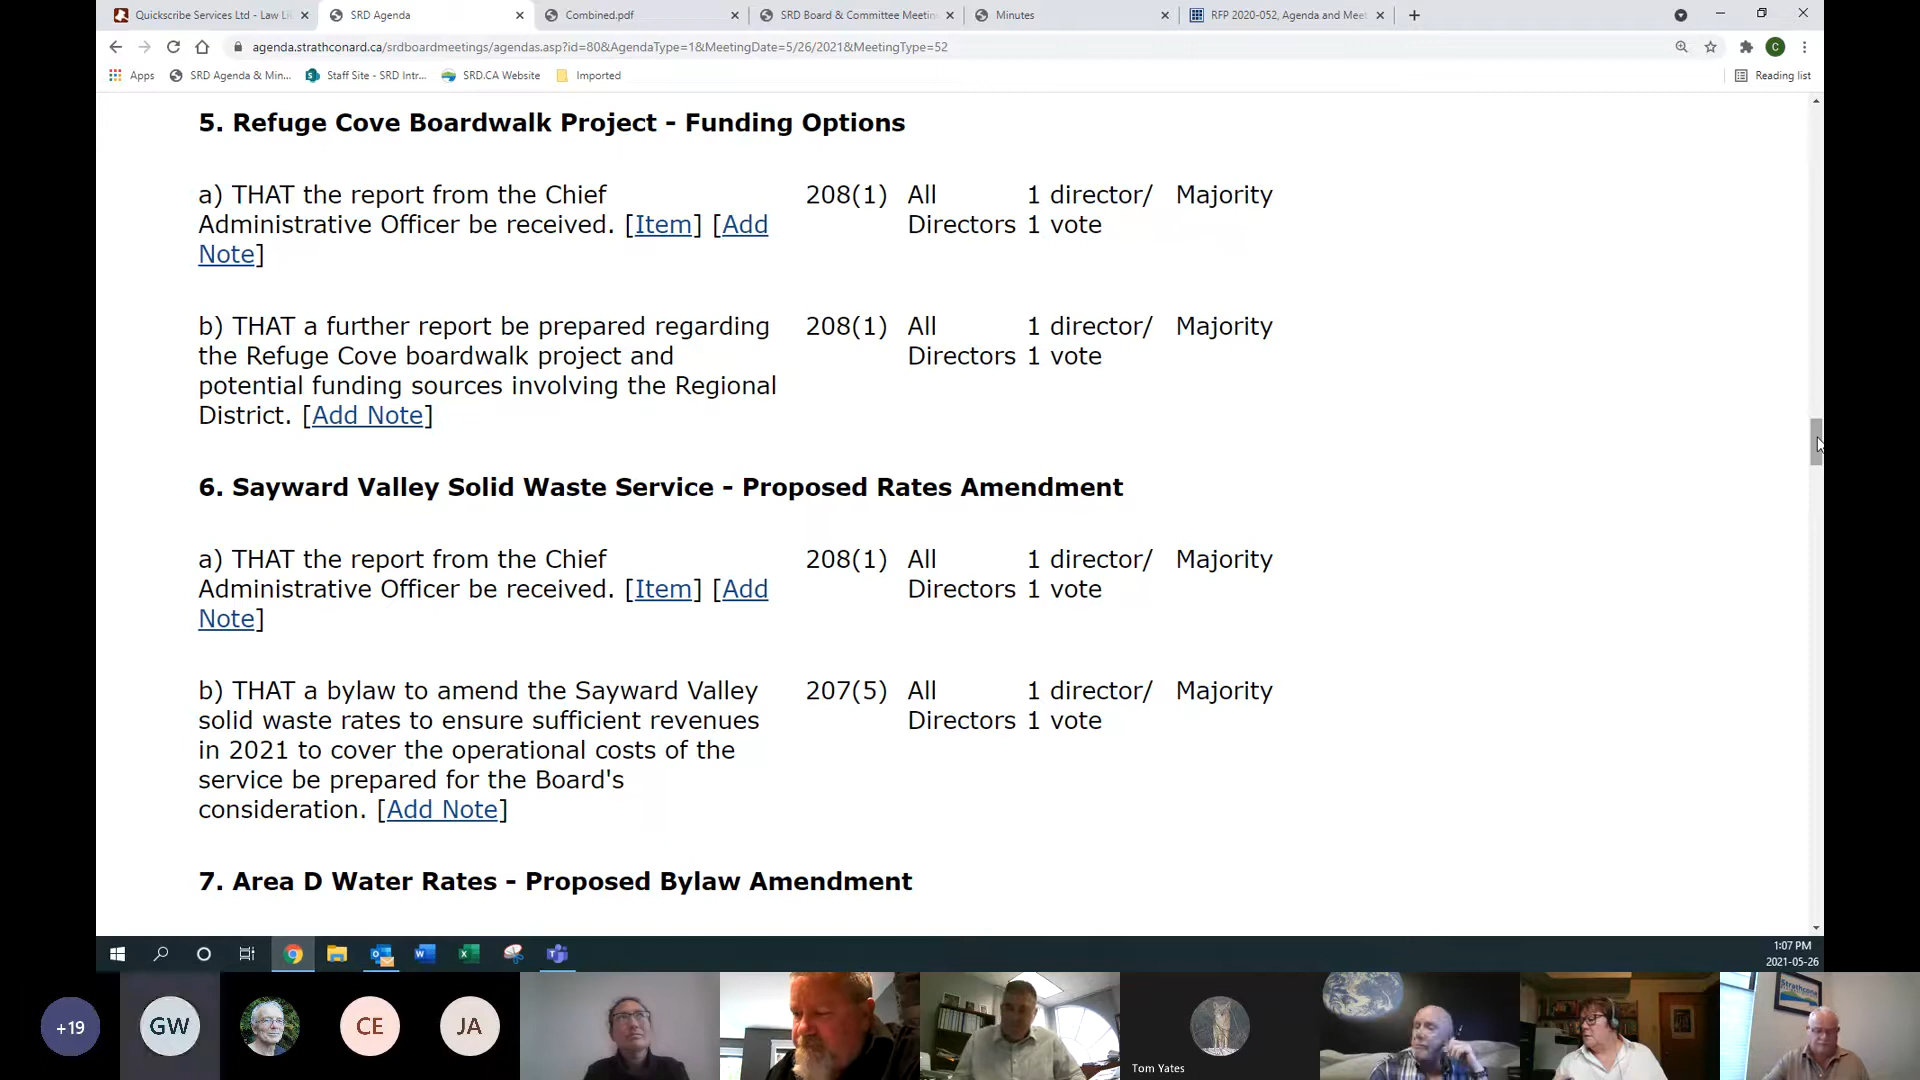 Quickscribe Services Ltd - Law Li
SRD Agenda
Combined.pdf
SRD Board & Committee Meetin
Minutes
RFP 2020-052, Agenda and Meet
agenda.strathconard.ca/srdboardmeetings/agendas.asp?id=80&AgendaType=1&MeetingDate=5/26/2021&MeetingType=52
C
Apps
SRD Agenda & Min...
Staff Site - SRD Intr...
SRD.CA Website
Imported
Reading list
5. Refuge Cove Boardwalk Project - Funding Options
a) THAT the report from the Chief 208(1) All 1 director/ Majority
Administrative Officer be received. [Item] [Add Directors 1 vote
Note]
b) THAT a further report be prepared regarding 208(1) All 1 director/ Majority
the Refuge Cove boardwalk project and Directors 1 vote
potential funding sources involving the Regional
District. [Add Note]
6. Sayward Valley Solid Waste Service - Proposed Rates Amendment
a) THAT the report from the Chief 208(1) All 1 director/ Majority
Administrative Officer be received. [Item] [Add Directors 1 vote
Note]
b) THAT a bylaw to amend the Sayward Valley 207(5) All 1 director/ Majority
solid waste rates to ensure sufficient revenues Directors 1 vote
in 2021 to cover the operational costs of the
service be prepared for the Board's
consideration. [Add Note]
7. Area D Water Rates - Proposed Bylaw Amendment
1:07 PM
2021-05-26
+19
GW
CE
JA
Tom Yates
Strathcona